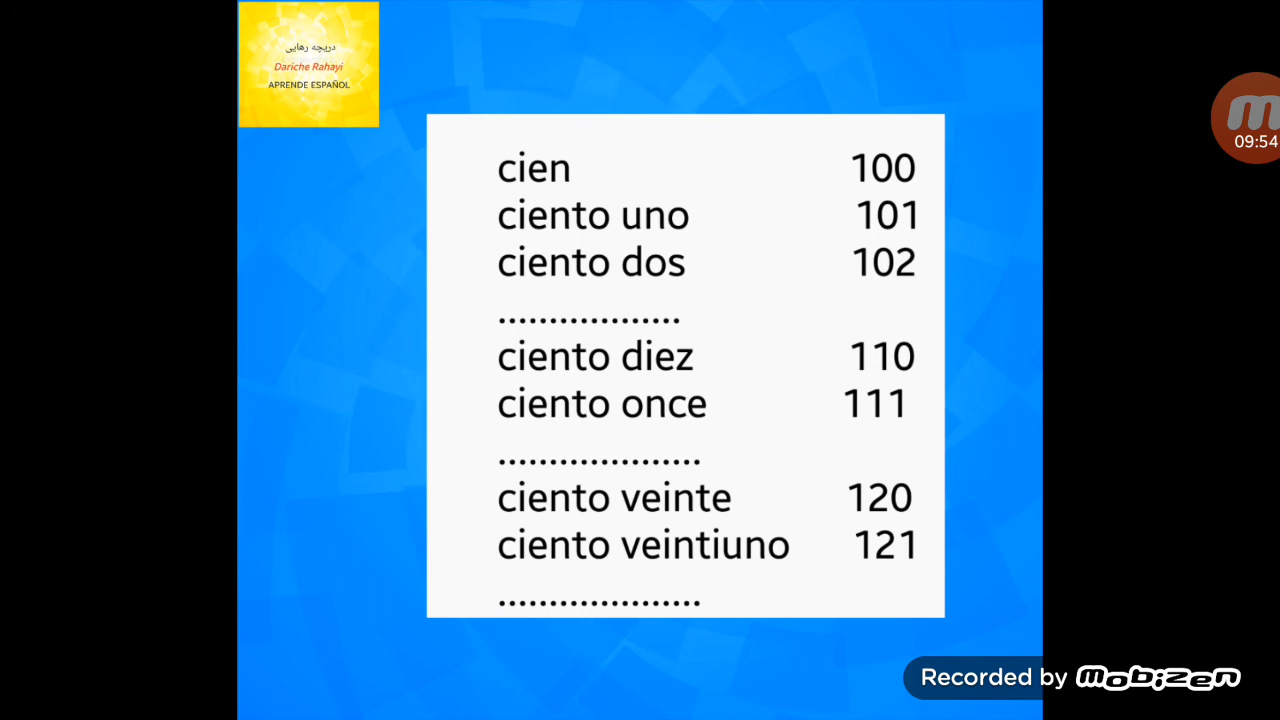 دریچه رهایی
Dariche Rahayi
APRENDE ESPAÑOL
cien 100
ciento uno 101
ciento dos 102
..................
ciento diez 110
ciento once 111
....................
ciento veinte 120
ciento veintiuno 121
....................
09:54
Recorded by mobizen